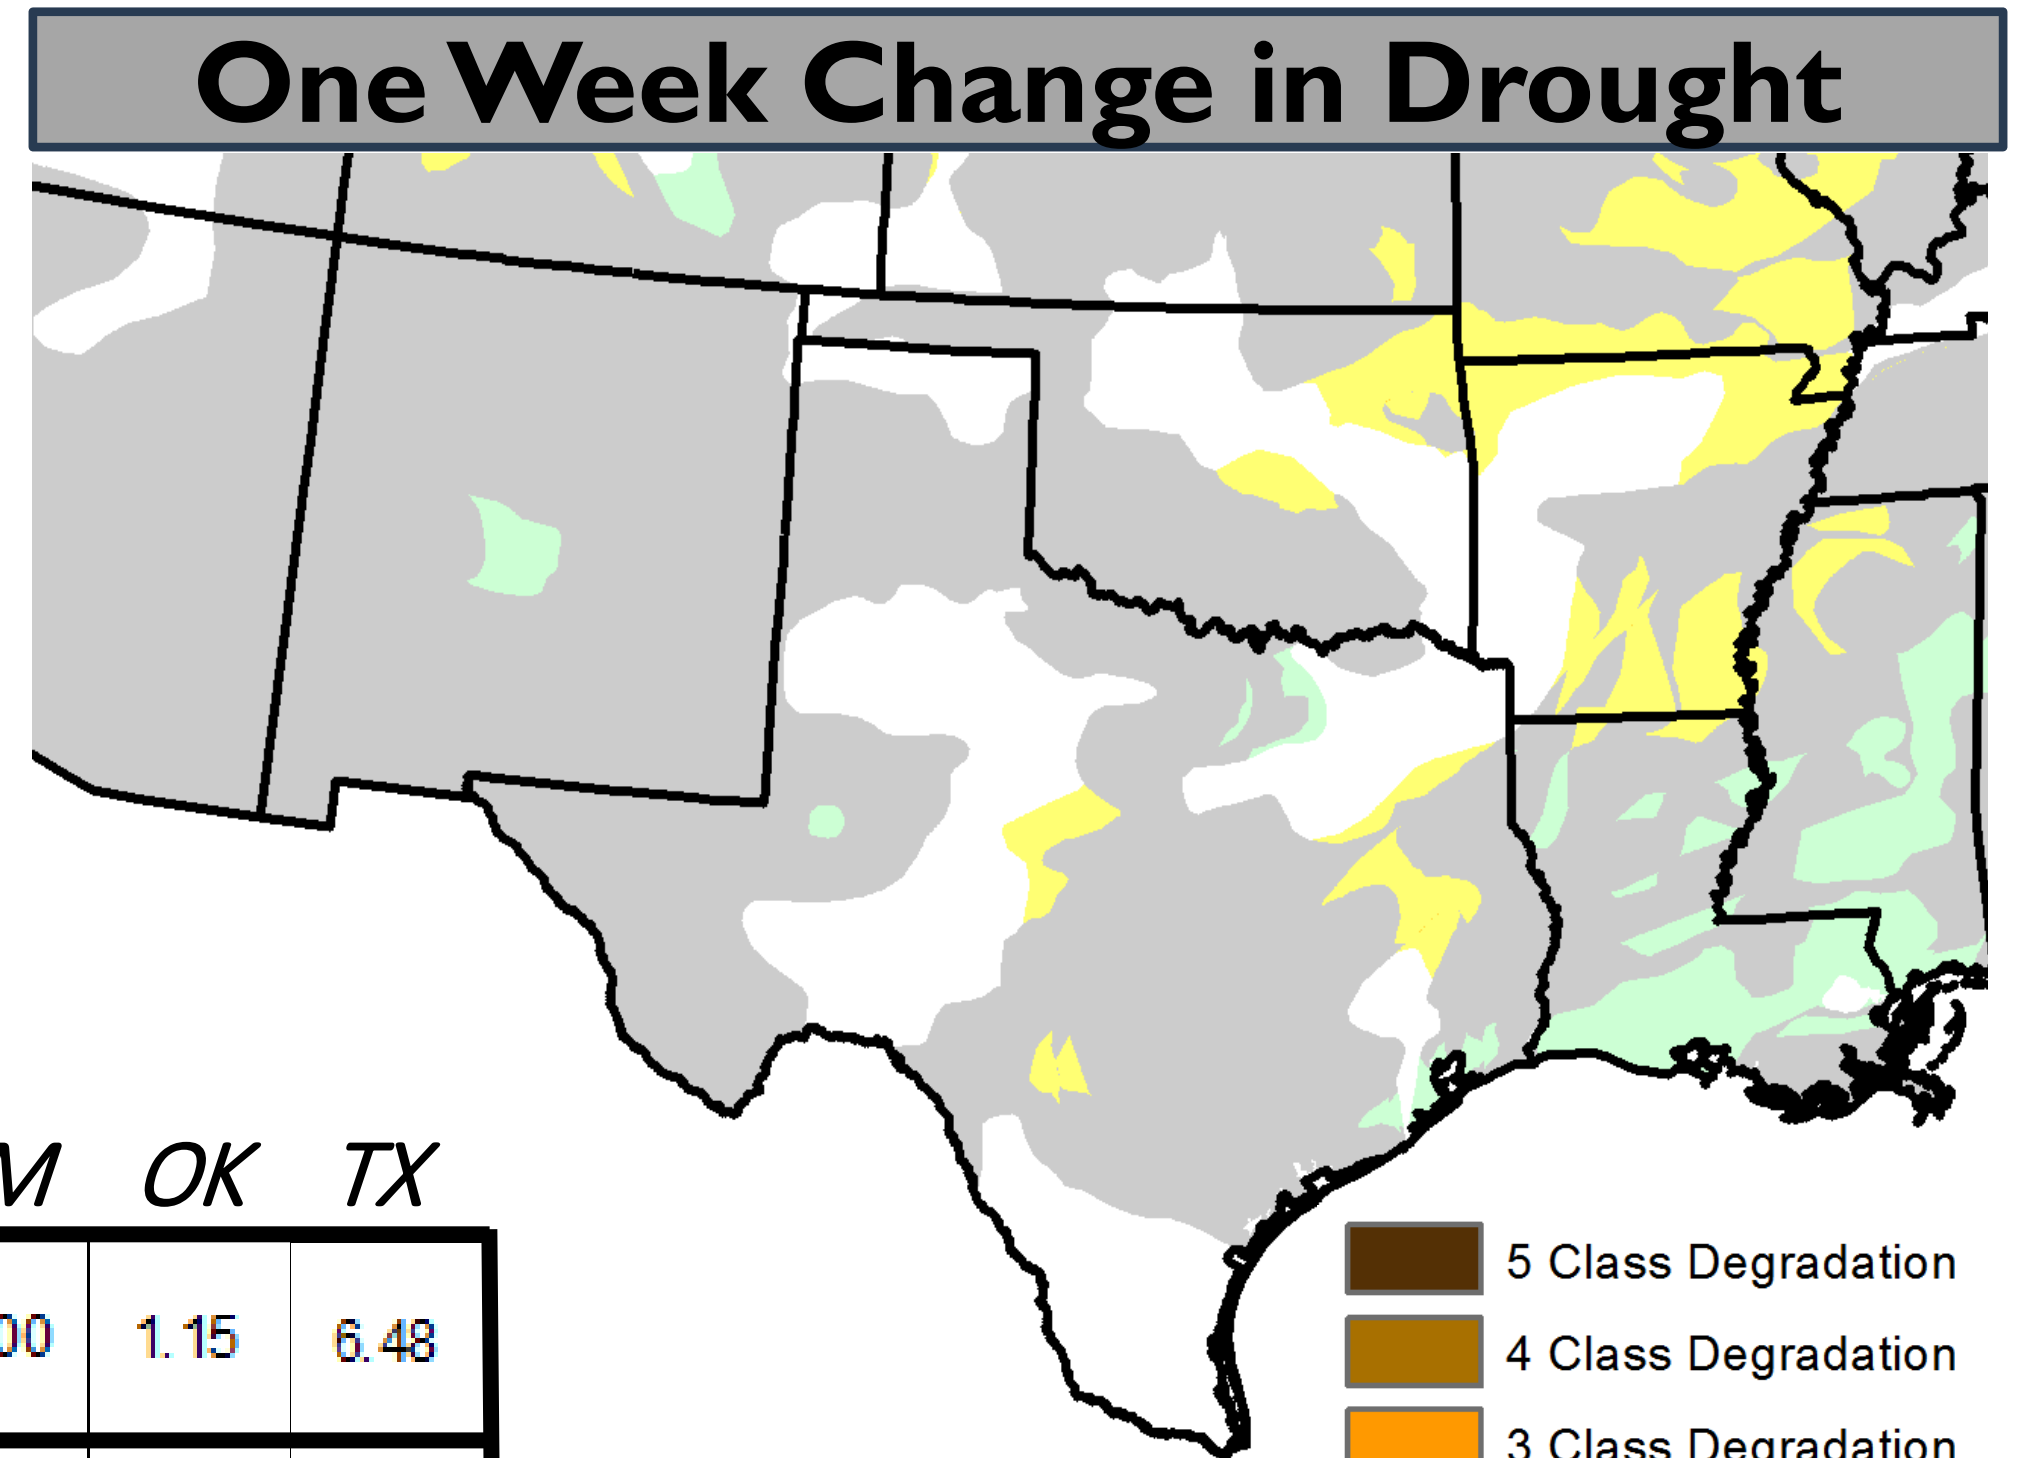 One Week Change in Drought
M OK TX
00 1.15 6.48
5 Class Degradation
4 Class Degradation
3 Class Degradation